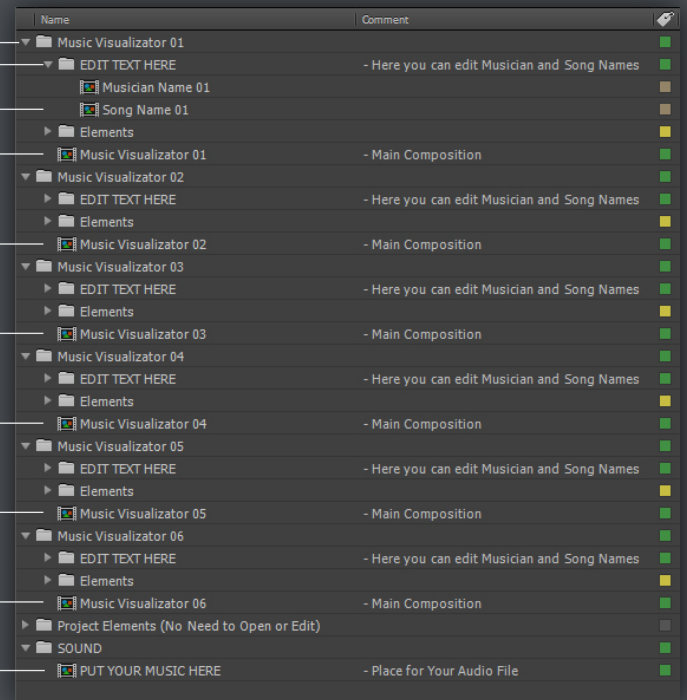 Name Comment
Music Visualizator 01
EDIT TEXT HERE - Here you can edit Musician and Song Names
Musician Name 01
Song Name 01
Elements
Music Visualizator 01 - Main Composition
Music Visualizator 02
EDIT TEXT HERE - Here you can edit Musician and Song Names
Elements
Music Visualizator 02 - Main Composition
Music Visualizator 03
EDIT TEXT HERE - Here you can edit Musician and Song Names
Elements
Music Visualizator 03 - Main Composition
Music Visualizator 04
EDIT TEXT HERE - Here you can edit Musician and Song Names
Elements
Music Visualizator 04 - Main Composition
Music Visualizator 05
EDIT TEXT HERE - Here you can edit Musician and Song Names
Elements
Music Visualizator 05 - Main Composition
Music Visualizator 06
EDIT TEXT HERE - Here you can edit Musician and Song Names
Elements
Music Visualizator 06 - Main Composition
Project Elements (No Need to Open or Edit)
SOUND
PUT YOUR MUSIC HERE - Place for Your Audio File